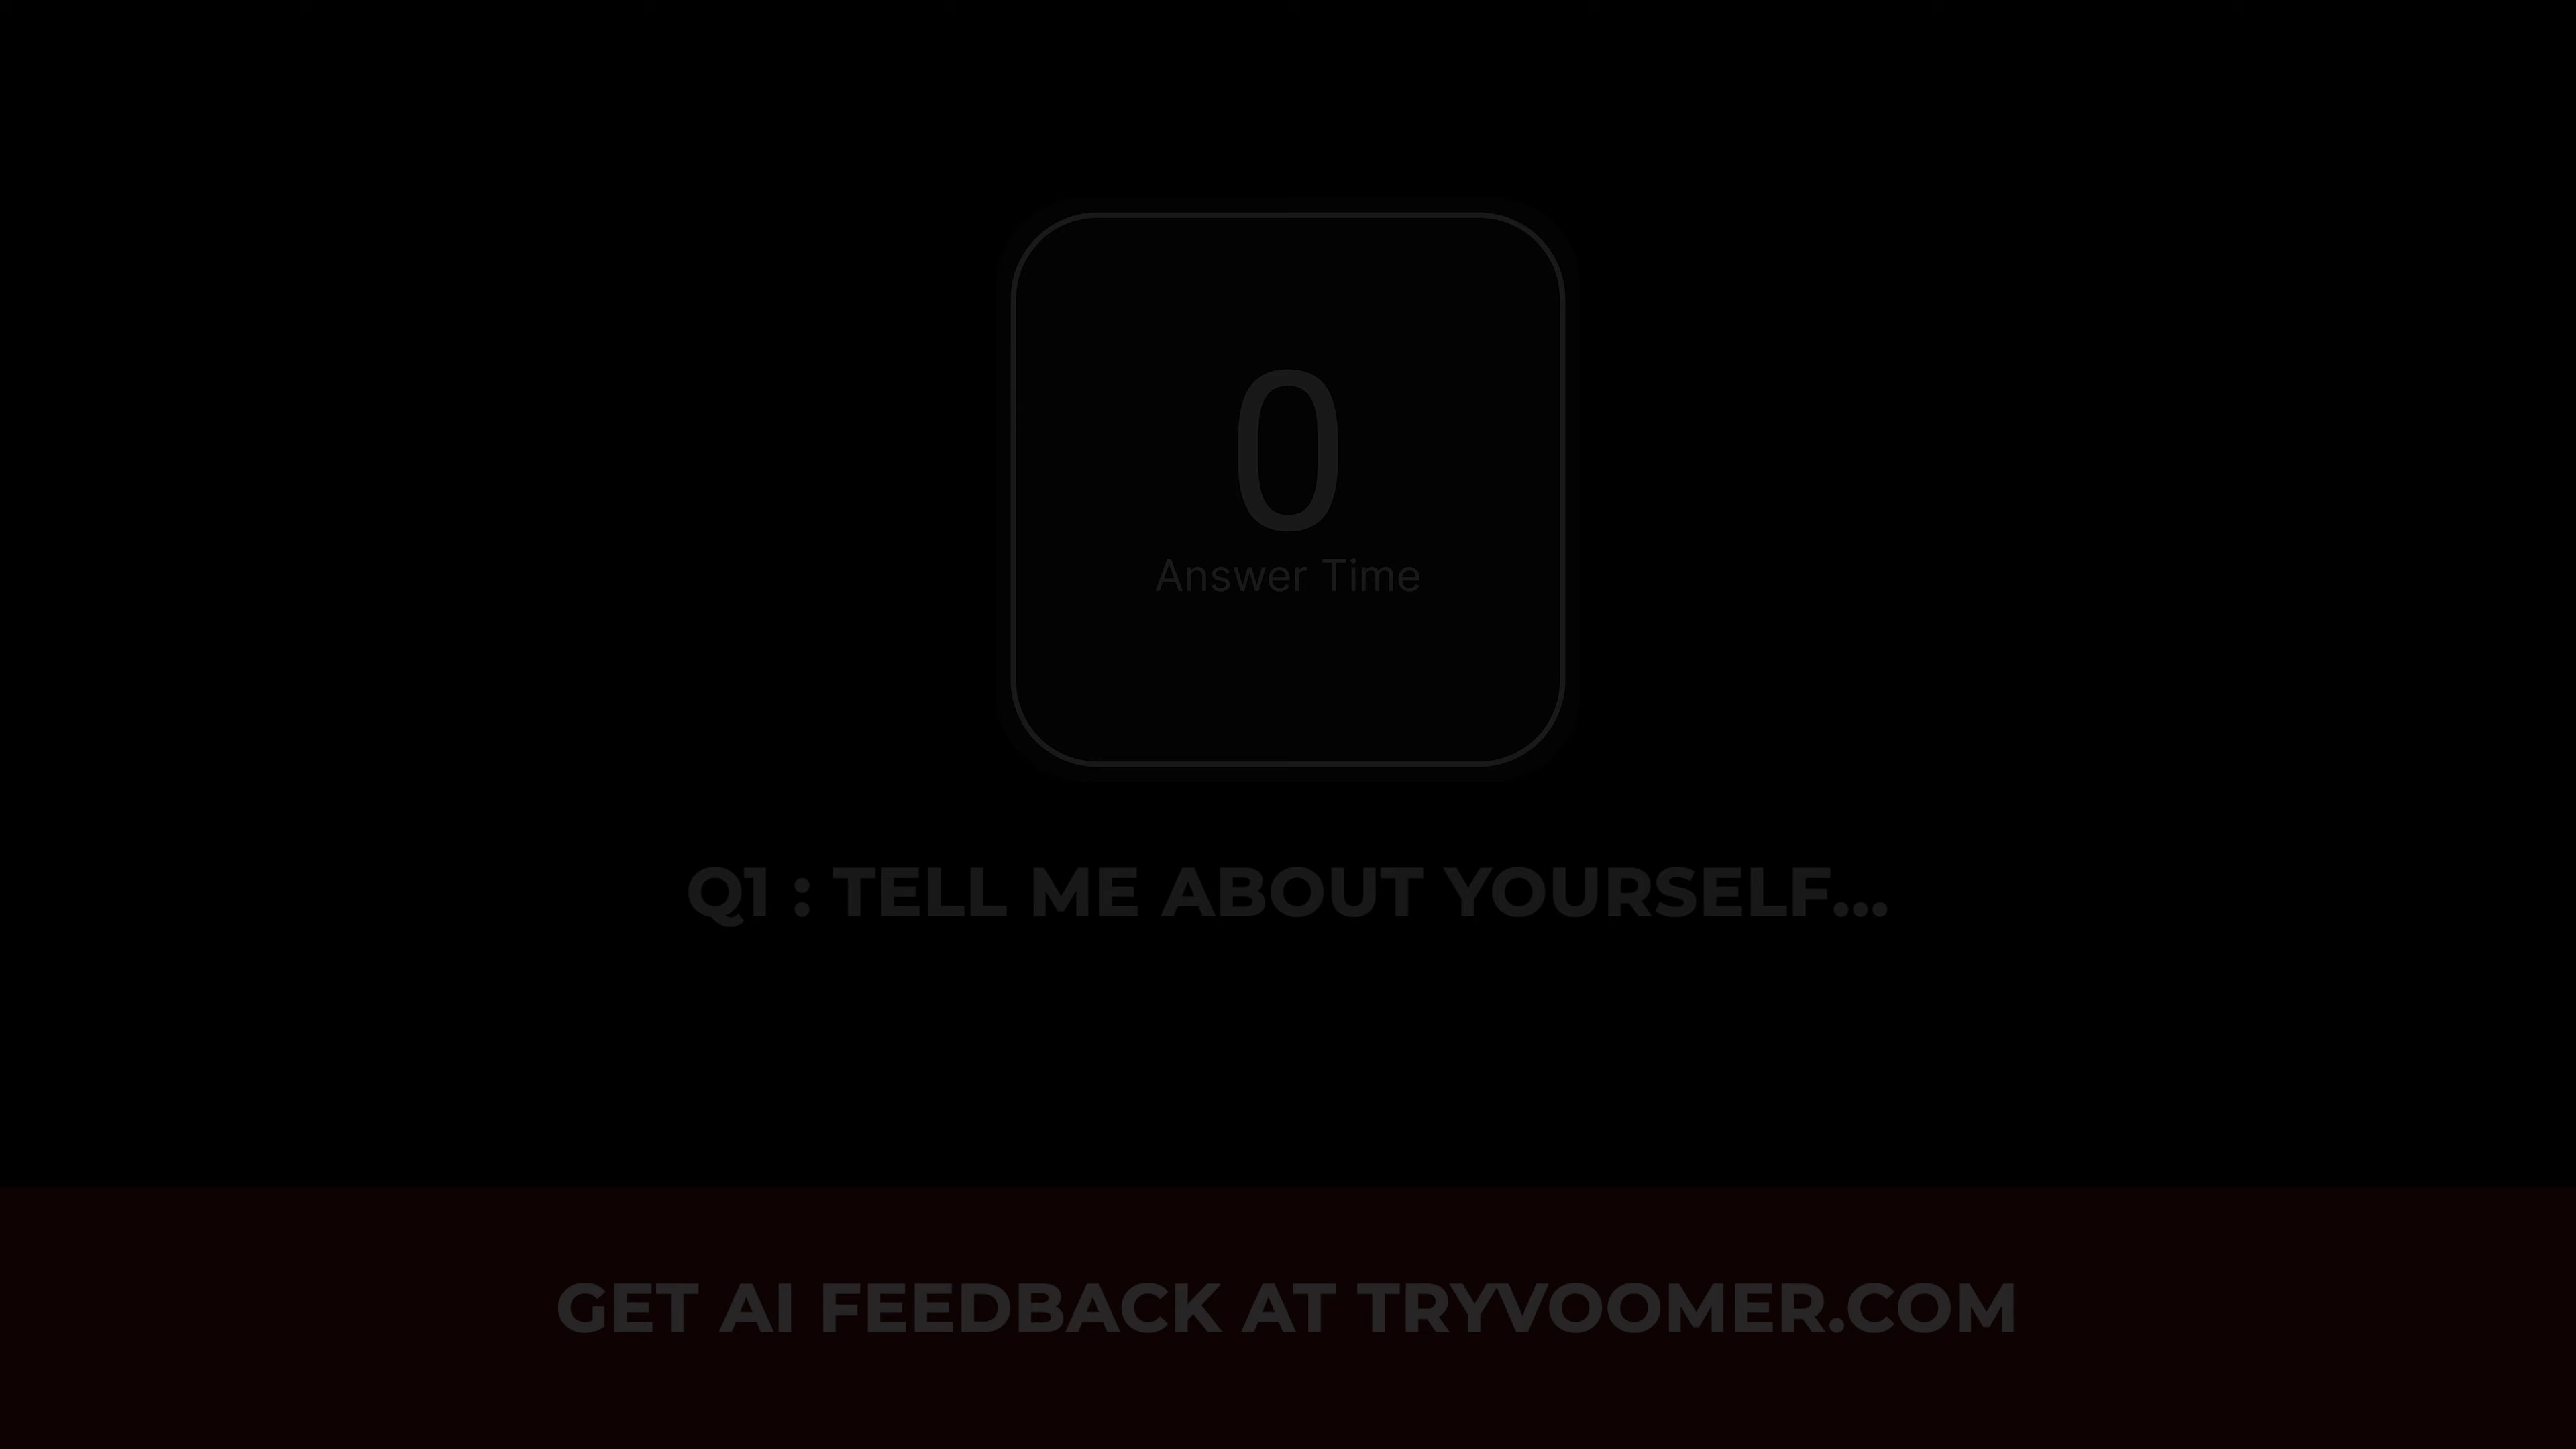 0
Answer Time
Q1 : TELL ME ABOUT YOURSELF...
GET AI FEEDBACK AT TRYVOOMER.COM